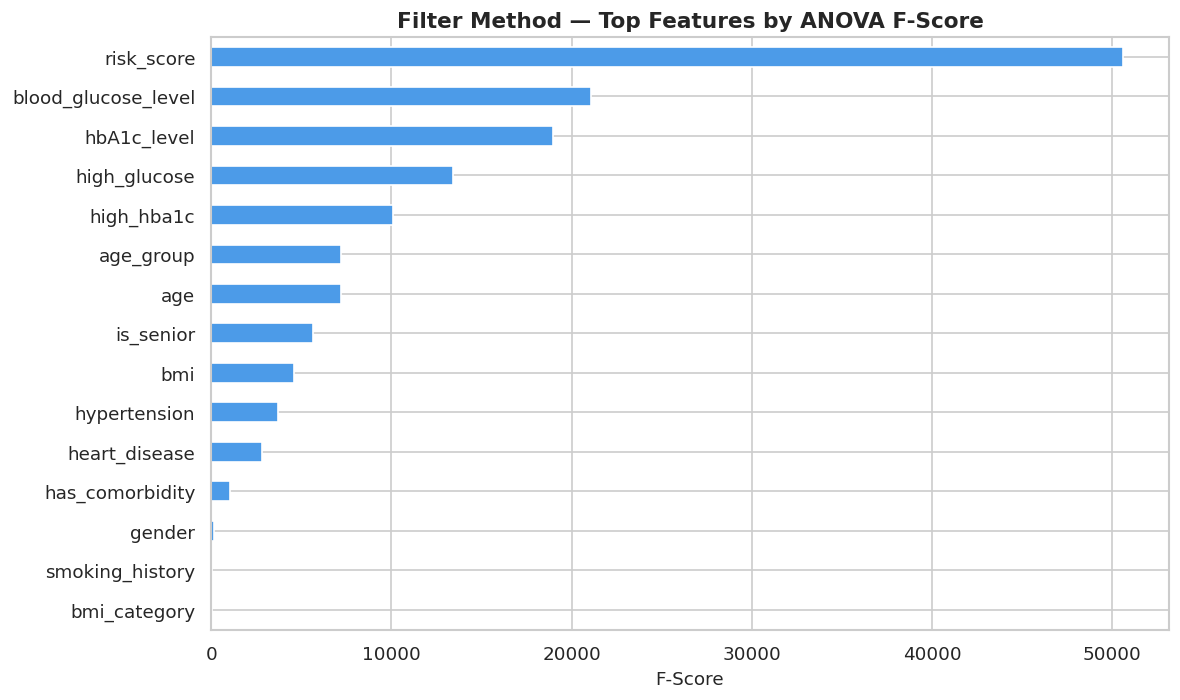 Filter Method — Top Features by ANOVA F-Score
risk_score
blood_glucose_level
hbA1c_level
high_glucose
high_hba1c
age_group
age
is_senior
bmi
hypertension
heart_disease
has_comorbidity
gender
smoking_history
bmi_category
0 10000 20000 30000 40000 50000
F-Score